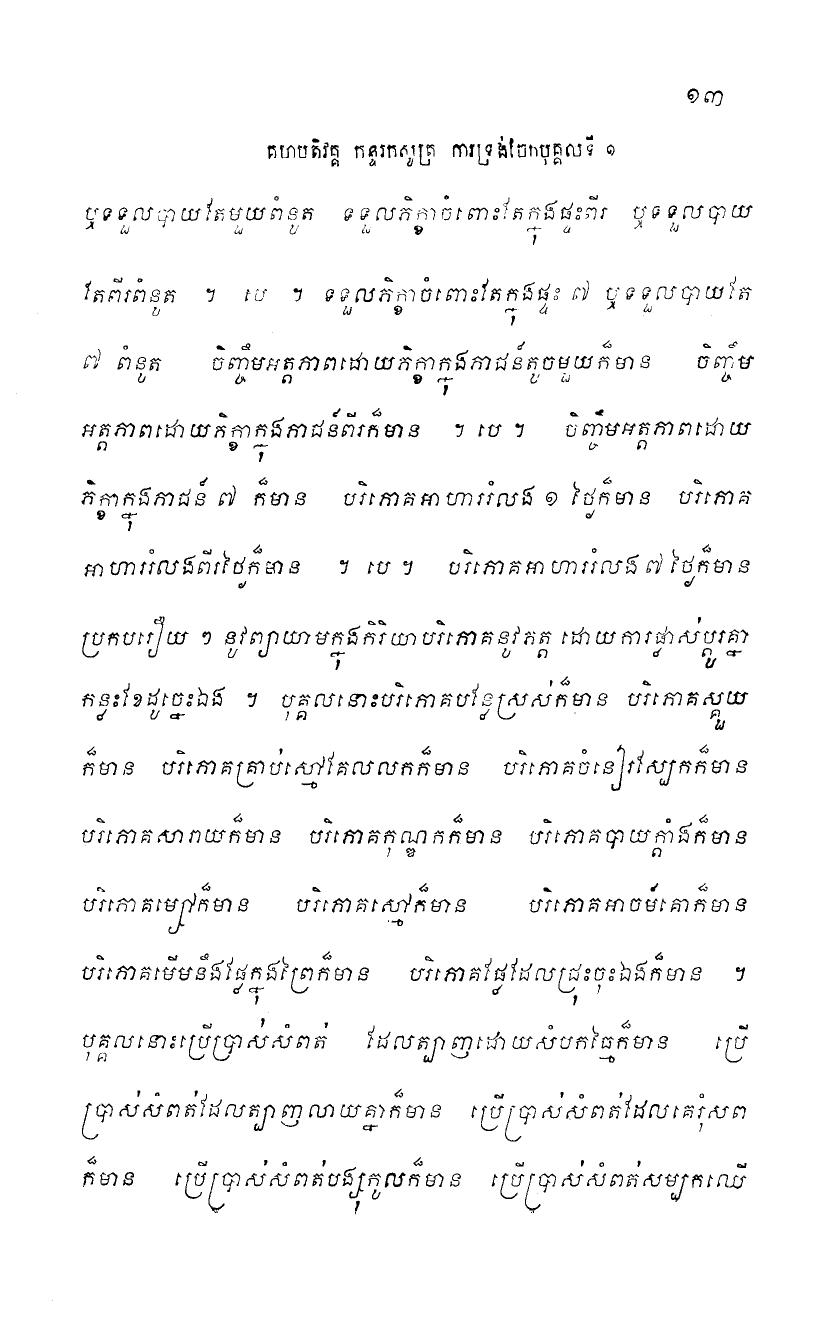 ១៣
គហបតិវគ្គ កន្ទរកសូត្រ ការទ្រង់ចែកបុគ្គលទី ១
ឬទទួលបាយតែមួយពំនូត ទទួលភិក្ខាចំពោះតែក្នុងផ្ទះពីរ ឬទទួលបាយ
តែពីរពំនូត ។ បេ ។ ទទួលភិក្ខាចំពោះតែក្នុងផ្ទះ ៧ ឬទទួលបាយតែ
៧ ពំនូត ចិញ្ចឹមអត្តភាពដោយភិក្ខាក្នុងភាជន៍តូចមួយក៏មាន ចិញ្ចឹម
អត្តភាពដោយភិក្ខាក្នុងភាជន៍ពីរក៏មាន ។ បេ ។ ចិញ្ចឹមអត្តភាពដោយ
ភិក្ខាក្នុងភាជន៍ ៧ ក៏មាន បរិភោគអាហាររំលង ១ ថ្ងៃក៏មាន បរិភោគ
អាហាររំលងពីរថ្ងៃក៏មាន ។ បេ ។ បរិភោគអាហាររំលង ៧ ថ្ងៃក៏មាន
ប្រកបរឿយ ៗ នូវព្យាយាមក្នុងកិរិយាបរិភោគនូវភត្ត ដោយការផ្លាស់ប្តូរគ្នា
កន្លះខែដូច្នេះឯង ។ បុគ្គលនោះបរិភោគបន្លែស្រស់ក៏មាន បរិភោគស្គួយ
ក៏មាន បរិភោគគ្រាប់ស្មៅគែលលកក៏មាន បរិភោគចំនៀរស្បែកក៏មាន
បរិភោគសារាយក៏មាន បរិភោគកុណ្ឌកក៏មាន បរិភោគបាយក្តាំងក៏មាន
បរិភោគម្សៅក៏មាន បរិភោគស្មៅក៏មាន បរិភោគអាចម៍គោក៏មាន
បរិភោគមើមនឹងផ្លែក្នុងព្រៃក៏មាន បរិភោគផ្លែដែលជ្រុះចុះឯងក៏មាន ។
បុគ្គលនោះប្រើប្រាស់សំពត់ ដែលត្បាញដោយសំបកធ្មៃក៏មាន ប្រើ
ប្រាស់សំពត់ដែលត្បាញលាយគ្នាក៏មាន ប្រើប្រាស់សំពត់ដែលគេរុំសព
ក៏មាន ប្រើប្រាស់សំពត់បង្សុកូលក៏មាន ប្រើប្រាស់សំពត់សម្បកឈើ